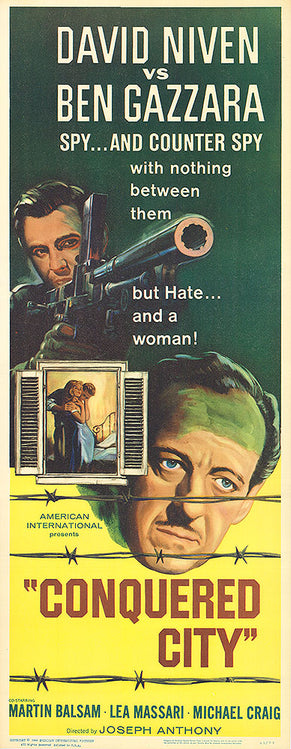 DAVID NIVEN
VS
BEN GAZZARA
SPY...AND COUNTER SPY
with nothing
between
them
but Hate...
and a
woman!
AMERICAN
INTERNATIONAL
presents
"CONQUERED
CITY"
CO-STARRING
MARTIN BALSAM · LEA MASSARI · MICHAEL CRAIG
Directed by JOSEPH ANTHONY